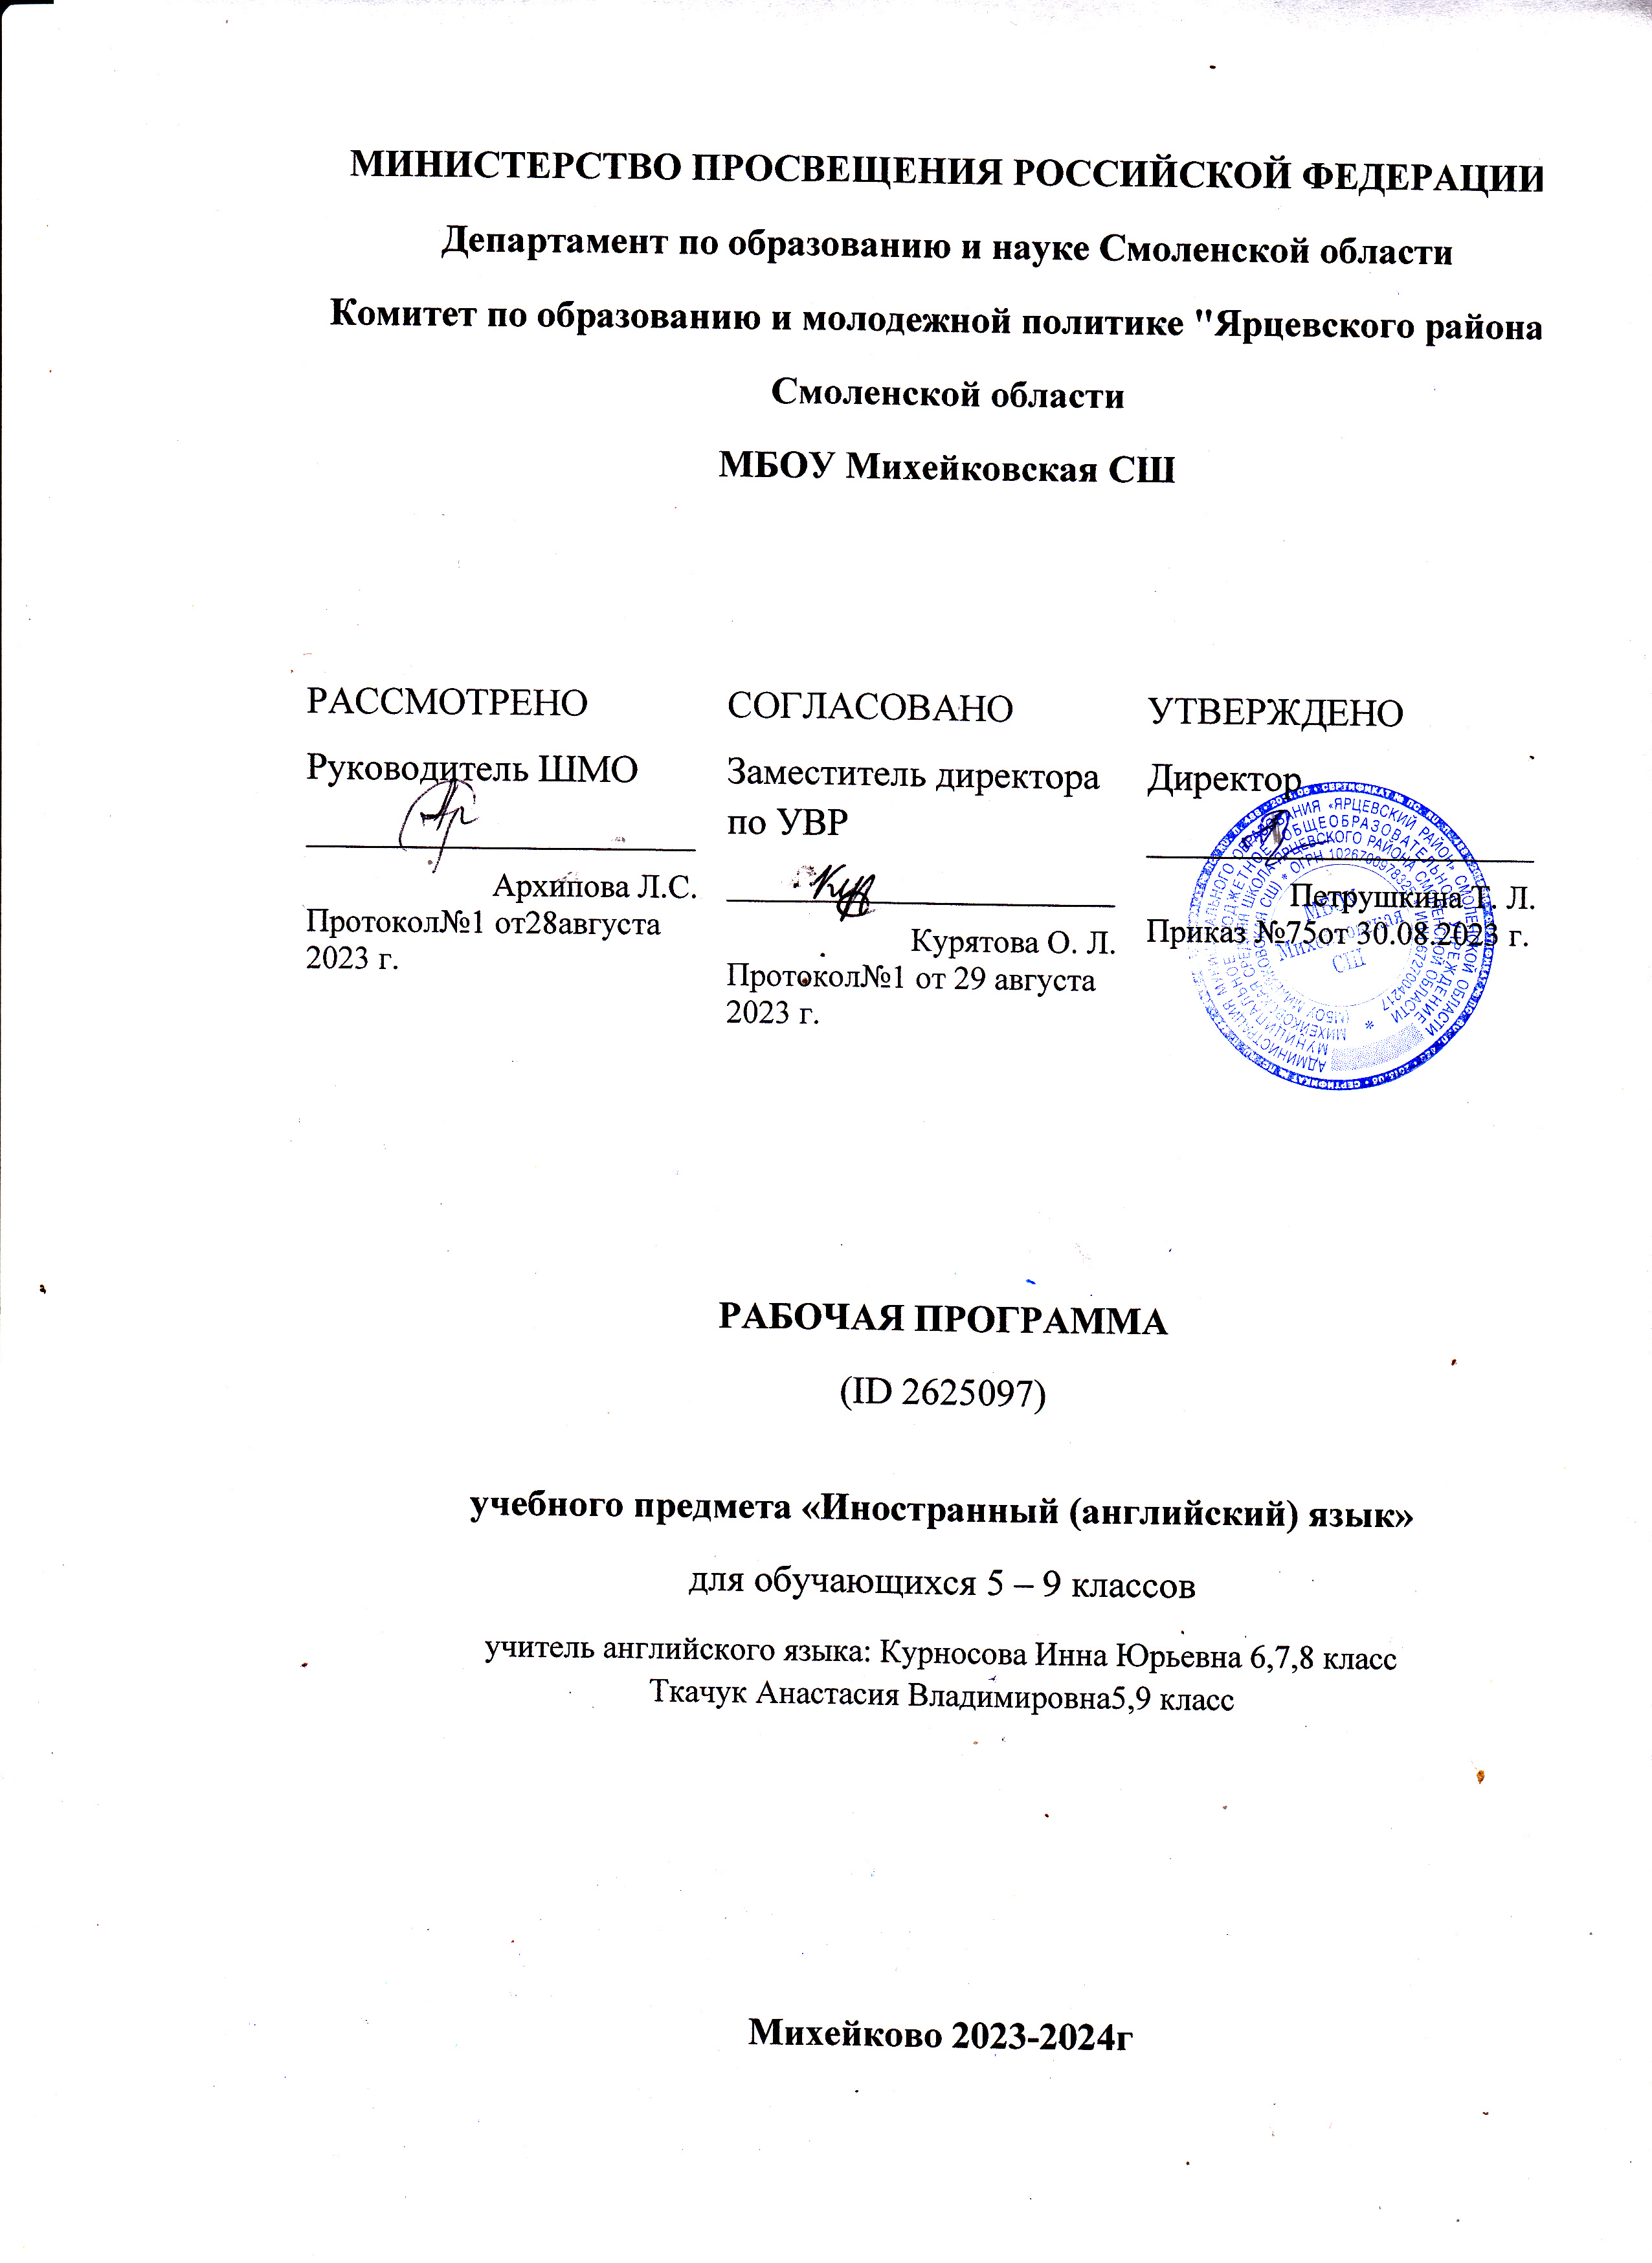 МИНИСТЕРСТВО ПРОСВЕЩЕНИЯ РОССИЙСКОЙ ФЕДЕРАЦИИ
Департамент по образованию и науке Смоленской области
Комитет по образованию и молодежной политике "Ярцевского района
Смоленской области
МБОУ Михейковская СШ
РАССМОТРЕНО
Руководитель ШМО
Архипова Л.С.
Протокол№1 от28августа
2023 г.
СОГЛАСОВАНО
Заместитель директора
по УВР
Курятова О. Л.
Протокол№1 от 29 августа
2023 г.
УТВЕРЖДЕНО
Директор
Петрушкина Т. Л.
Приказ №75от 30.08.2023 г.
МБОУ
Михейковская
СШ
РАБОЧАЯ ПРОГРАММА
(ID 2625097)
учебного предмета «Иностранный (английский) язык»
для обучающихся 5 – 9 классов
учитель английского языка: Курносова Инна Юрьевна 6,7,8 класс
Ткачук Анастасия Владимировна5,9 класс
Михейково 2023-2024г